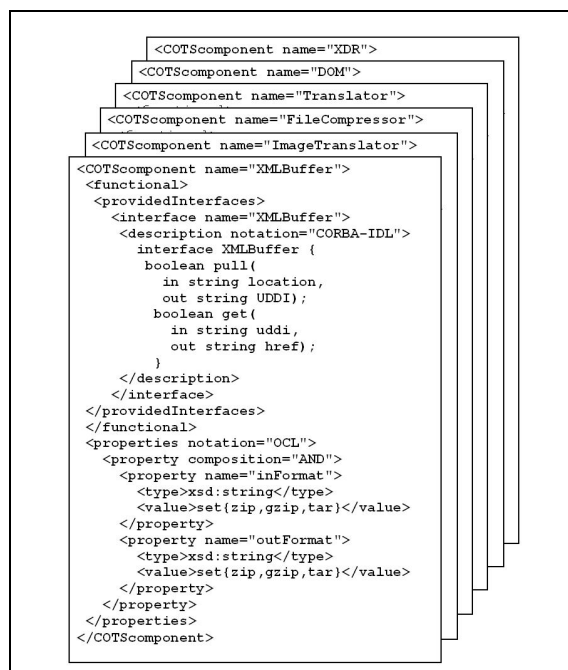 <COTScomponent name="XDR">
<COTScomponent name="DOM">
<COTScomponent name="Translator">
<COTScomponent name="FileCompressor">
<COTScomponent name="ImageTranslator">
<COTScomponent name="XMLBuffer">
<functional>
<providedInterfaces>
<interface name="XMLBuffer">
<description notation="CORBA-IDL">
interface XMLBuffer {
boolean pull(
in string location,
out string UDDI);
boolean get(
in string uddi,
out string href);
}
</description>
</interface>
</providedInterfaces>
</functional>
<properties notation="OCL">
<property composition="AND">
<property name="inFormat">
<type>xsd:string</type>
<value>set{zip,gzip,tar}</value>
</property>
<property name="outFormat">
<type>xsd:string</type>
<value>set{zip,gzip,tar}</value>
</property>
</property>
</properties>
</COTScomponent>